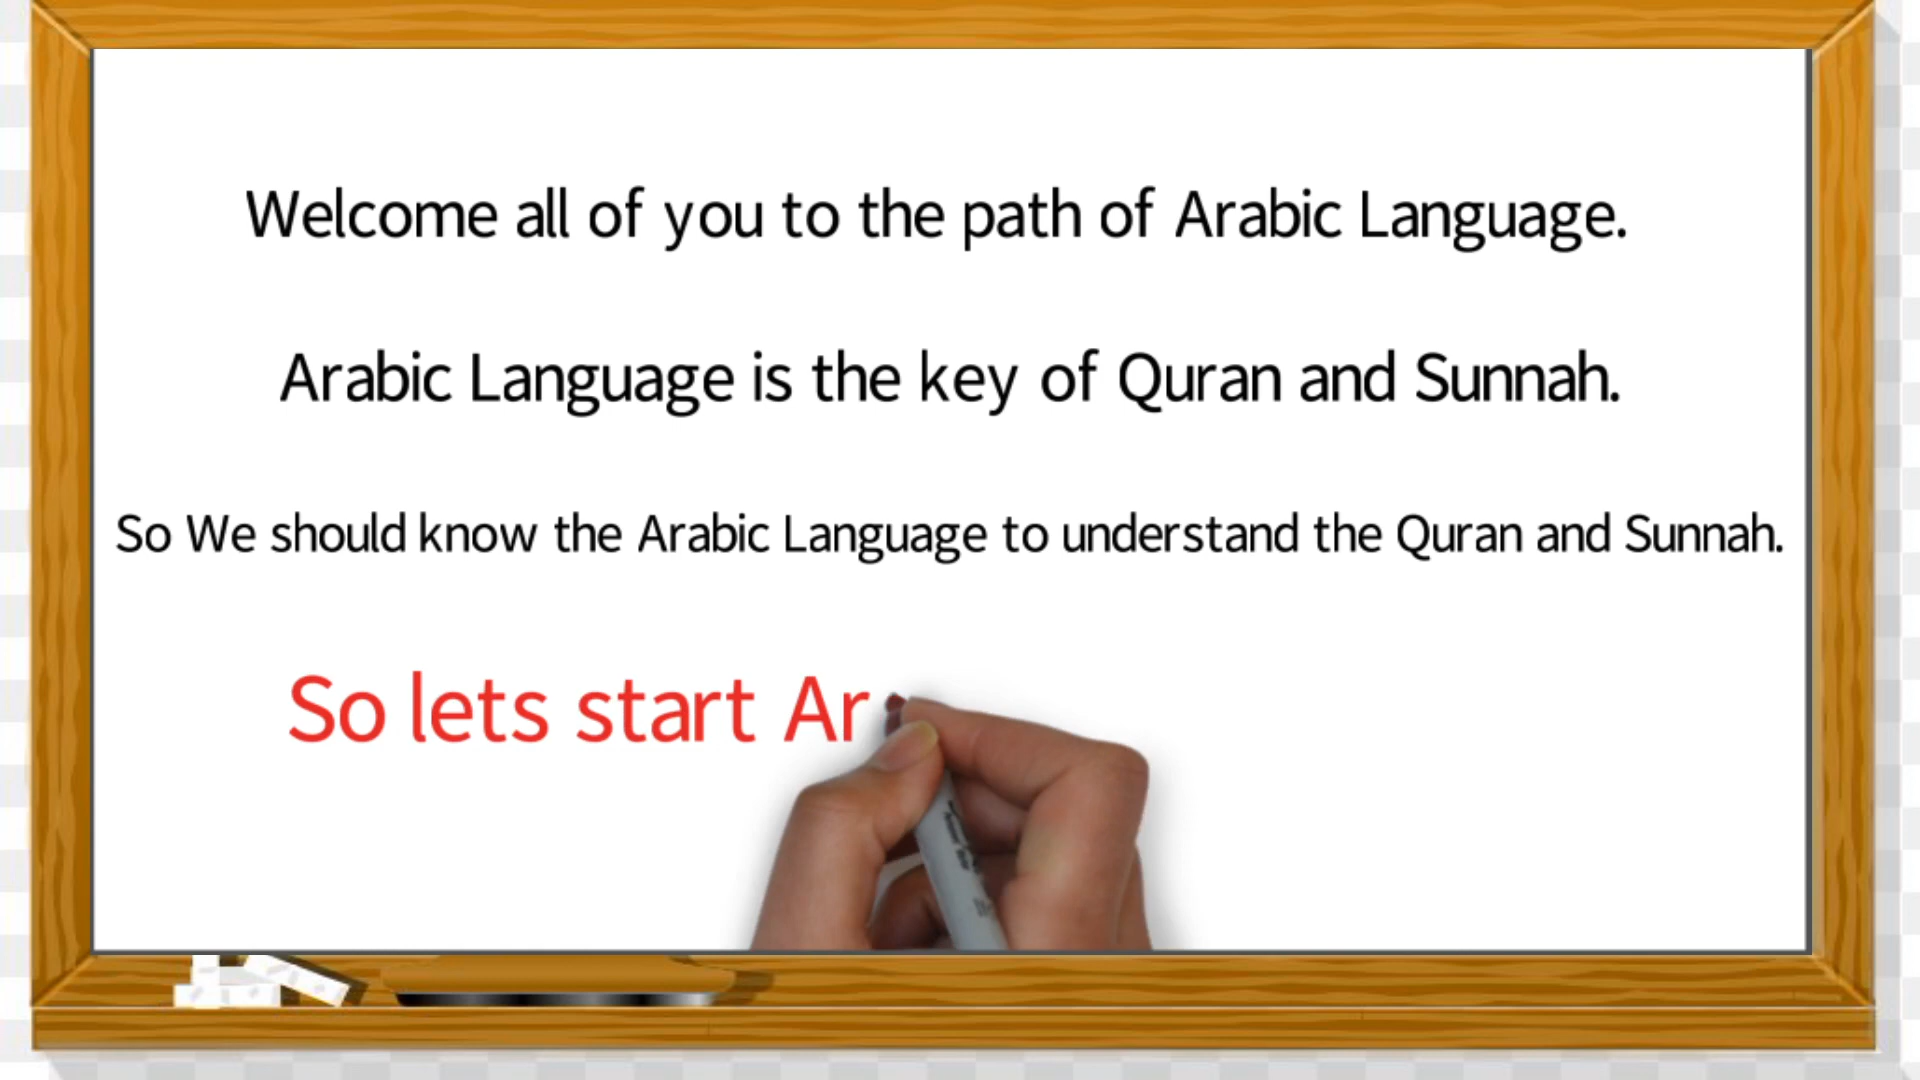 Welcome all of you to the path of Arabic Language.
Arabic Language is the key of Quran and Sunnah.
So We should know the Arabic Language to understand the Quran and Sunnah.
So lets start Ar